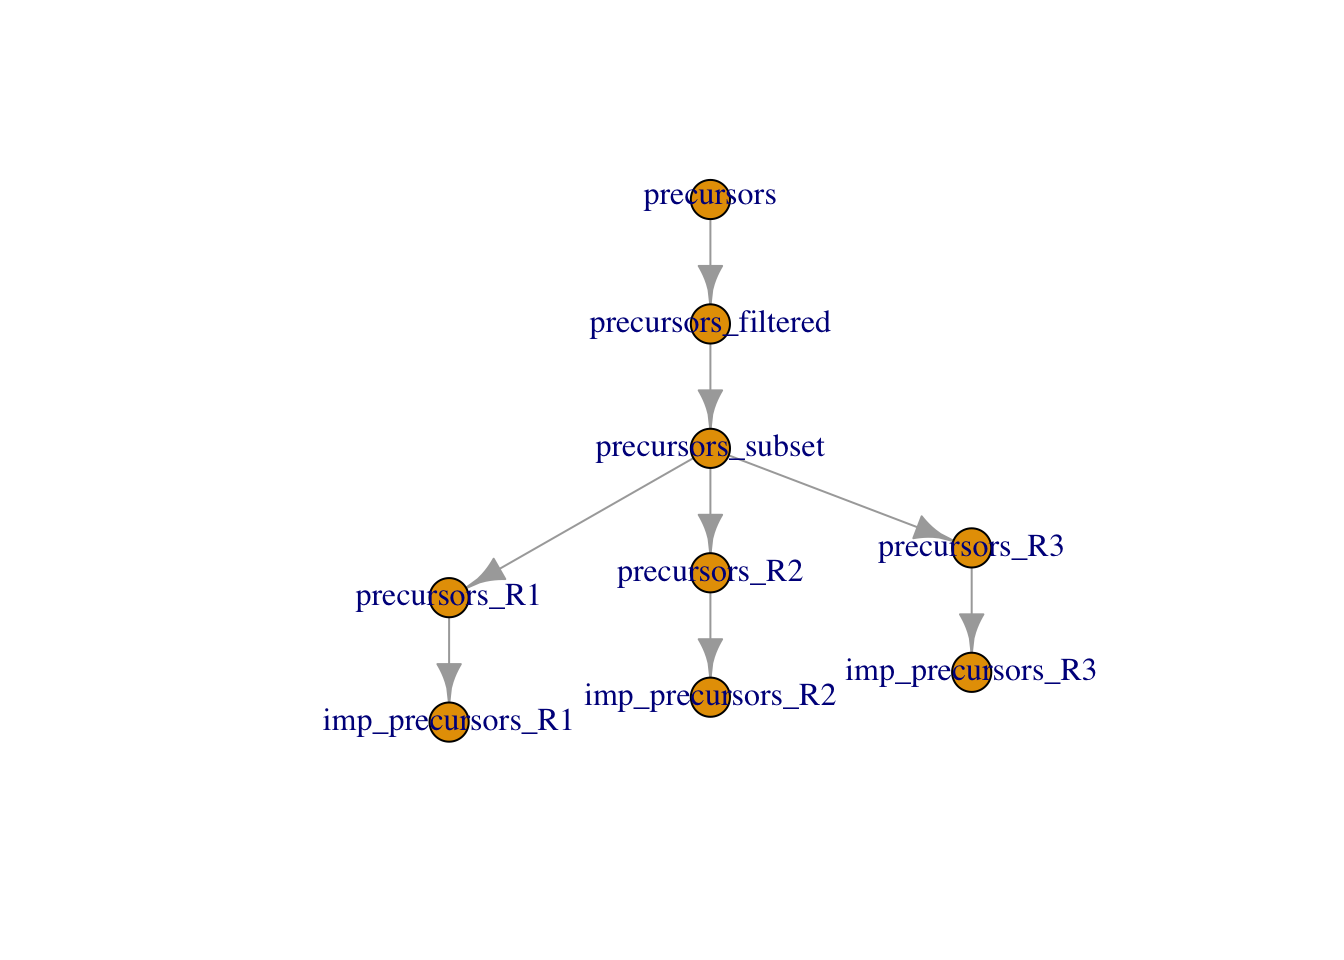 precursors
precursors_filtered
precursors_subset
precursors_R3
precursors_R2
precursors_R1
imp_precursors_R3
imp_precursors_R2
imp_precursors_R1